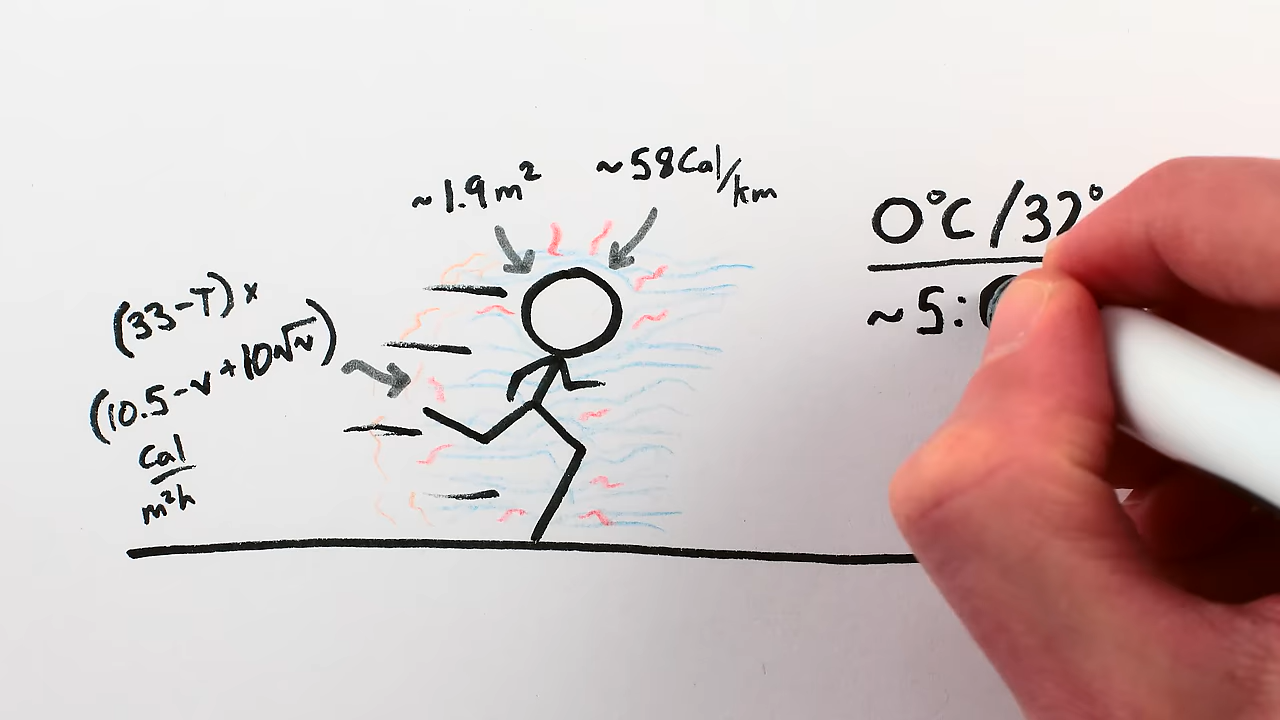 ~1.9m²
~58Cal/km
(33-T)×
(10.5-v+10√v)
Cal
m²h
0°C/32°
~5: